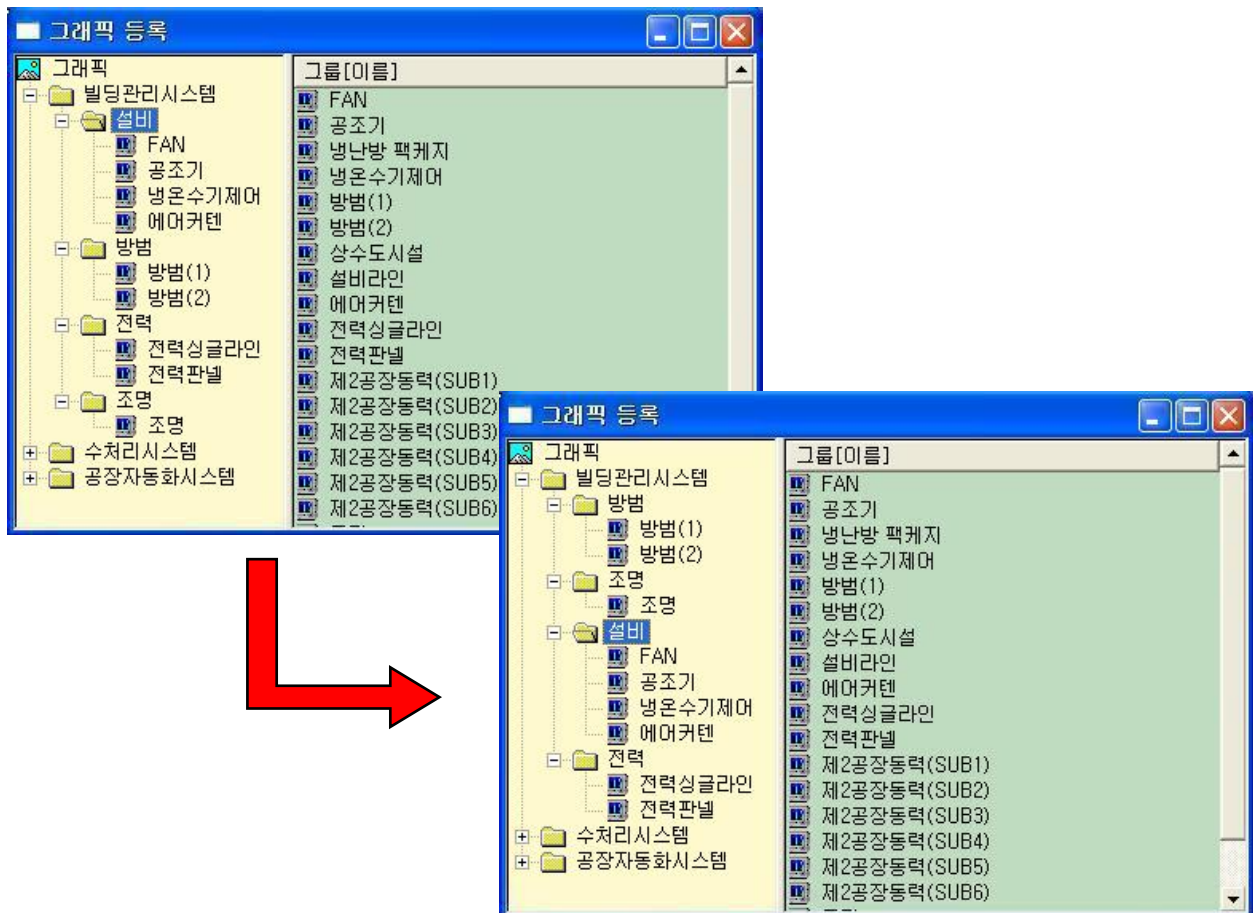 그래픽 등록
그래픽
빌딩관리시스템
설비
FAN
공조기
냉온수기제어
에어커텐
방범
방범(1)
방범(2)
전력
전력싱글라인
전력판넬
조명
조명
수처리시스템
공장자동화시스템
그룹[이름]
FAN
공조기
냉난방 팩케지
냉온수기제어
방범(1)
방범(2)
상수도시설
설비라인
에어커텐
전력싱글라인
전력판넬
제2공장동력(SUB1)
제2공장동력(SUB2)
제2공장동력(SUB3)
제2공장동력(SUB4)
제2공장동력(SUB5)
제2공장동력(SUB6)
그래픽 등록
그래픽
빌딩관리시스템
방범
방범(1)
방범(2)
조명
조명
설비
FAN
공조기
냉온수기제어
에어커텐
전력
전력싱글라인
전력판넬
수처리시스템
공장자동화시스템
그룹[이름]
FAN
공조기
냉난방 팩케지
냉온수기제어
방범(1)
방범(2)
상수도시설
설비라인
에어커텐
전력싱글라인
전력판넬
제2공장동력(SUB1)
제2공장동력(SUB2)
제2공장동력(SUB3)
제2공장동력(SUB4)
제2공장동력(SUB5)
제2공장동력(SUB6)